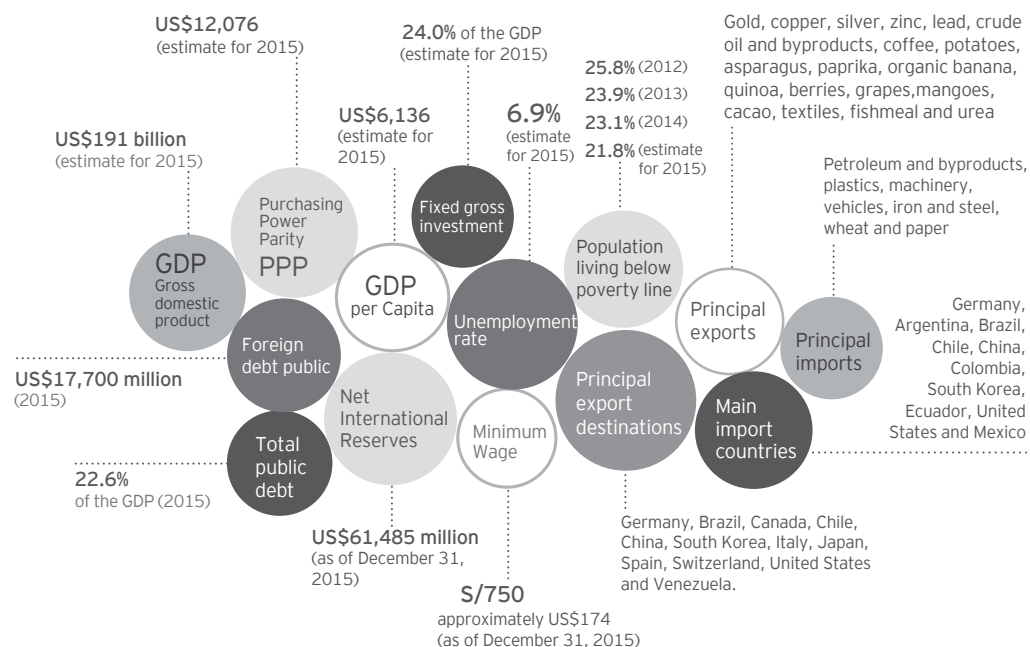 US$12,076
(estimate for 2015)
24.0% of the GDP
(estimate for 2015)
Gold, copper, silver, zinc, lead, crude
oil and byproducts, coffee, potatoes,
asparagus, paprika, organic banana,
quinoa, berries, grapes,mangoes,
cacao, textiles, fishmeal and urea
25.8% (2012)
23.9% (2013)
23.1% (2014)
21.8% (estimate
for 2015)
US$191 billion
(estimate for 2015)
US$6,136
(estimate for
2015)
6.9%
(estimate
for 2015)
Petroleum and byproducts,
plastics, machinery,
vehicles, iron and steel,
wheat and paper
GDP
Gross
domestic
product
Purchasing
Power
Parity
PPP
GDP
per Capita
Fixed gross
investment
Unemployment
rate
Population
living below
poverty line
Principal
exports
Principal
imports
Germany,
Argentina, Brazil,
Chile, China,
Colombia,
South Korea,
Ecuador, United
States and Mexico
Foreign
debt public
US$17,700 million
(2015)
Net
International
Reserves
Minimum
Wage
Principal
export
destinations
Main
import
countries
Total
public
debt
22.6%
of the GDP (2015)
US$61,485 million
(as of December 31,
2015)
S/750
approximately US$174
(as of December 31, 2015)
Germany, Brazil, Canada, Chile,
China, South Korea, Italy, Japan,
Spain, Switzerland, United States
and Venezuela.